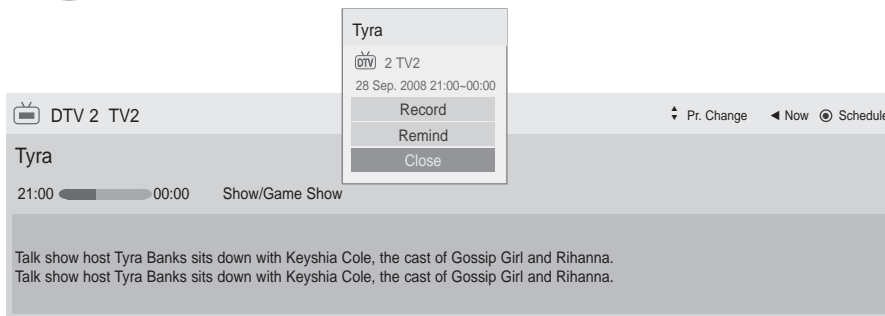 Tyra
DTV 2 TV2
28 Sep. 2008 21:00~00:00
Record
Remind
Close
DTV 2 TV2
Pr. Change ◀ Now ◉ Schedule
Tyra
21:00 00:00 Show/Game Show
Talk show host Tyra Banks sits down with Keyshia Cole, the cast of Gossip Girl and Rihanna.
Talk show host Tyra Banks sits down with Keyshia Cole, the cast of Gossip Girl and Rihanna.